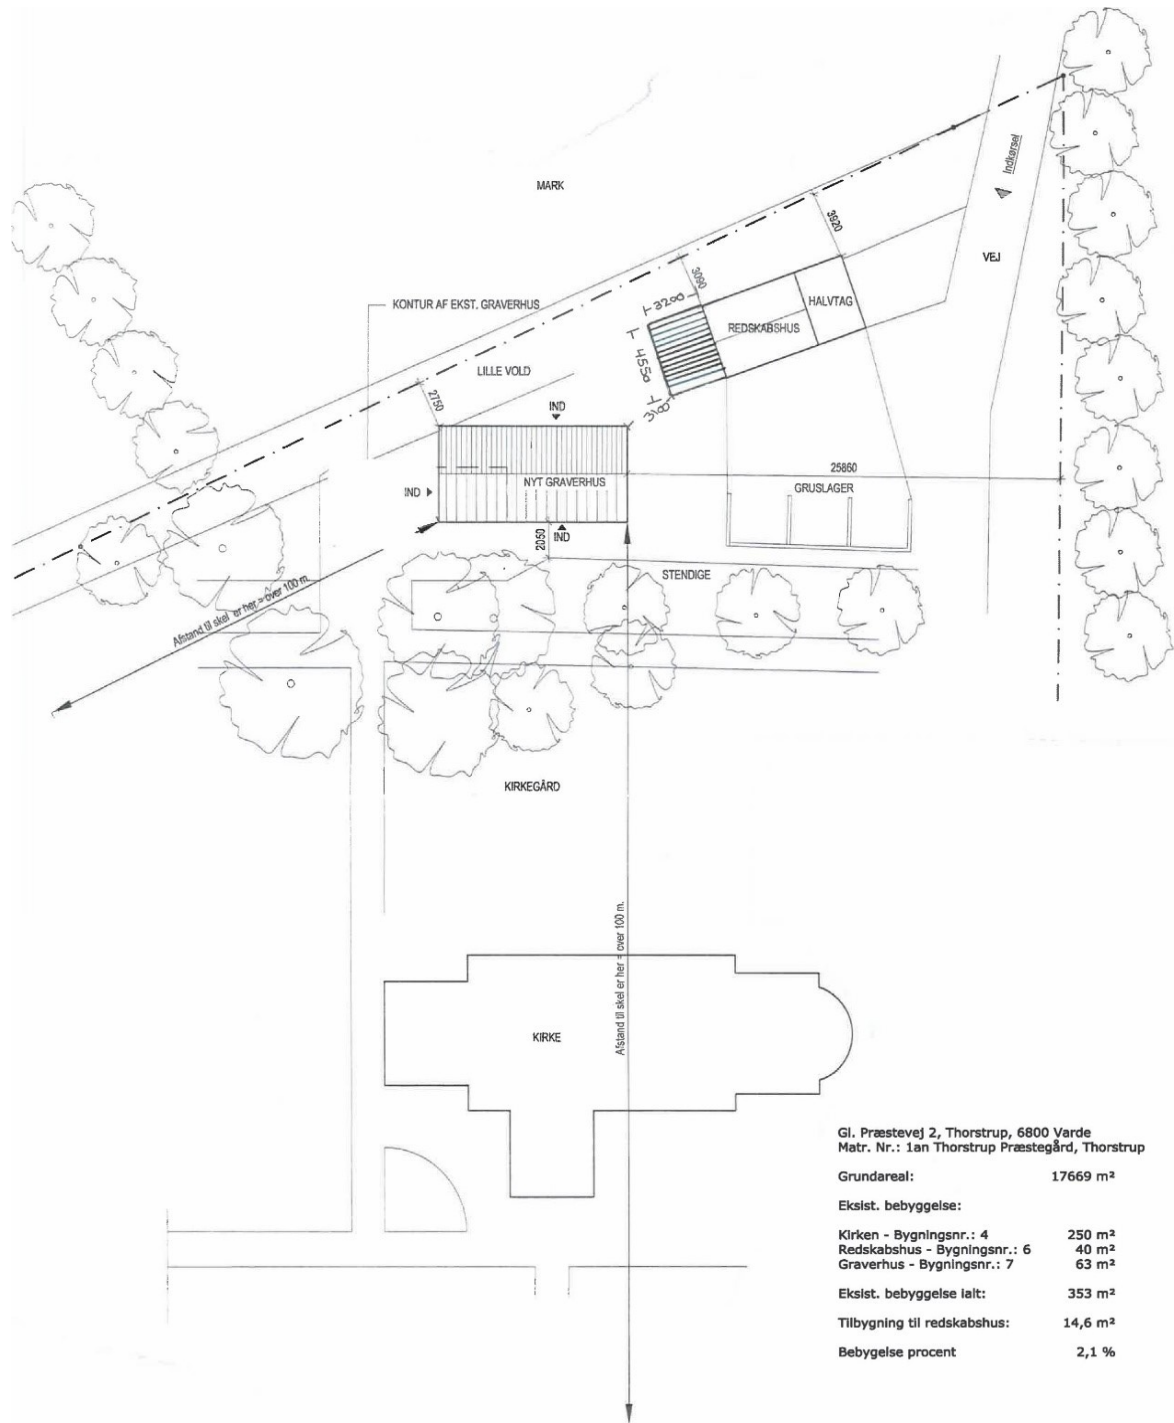 MARK
Indkørsel
VEJ
3920
3090
KONTUR AF EKST. GRAVERHUS
3200
HALVTAG
REDSKABSHUS
LILLE VOLD
4550
2750
3100
IND
IND
NYT GRAVERHUS
25860
GRUSLAGER
IND
2050
STENDIGE
Afstand til skel er her = over 100 m.
KIRKEGÅRD
Afstand til skel er her = over 100 m.
KIRKE
Gl. Præstevej 2, Thorstrup, 6800 Varde
Matr. Nr.: 1an Thorstrup Præstegård, Thorstrup
Grundareal: 17669 m²
Eksist. bebyggelse:
Kirken - Bygningsnr.: 4 250 m²
Redskabshus - Bygningsnr.: 6 40 m²
Graverhus - Bygningsnr.: 7 63 m²
Eksist. bebyggelse ialt: 353 m²
Tilbygning til redskabshus: 14,6 m²
Bebygelse procent 2,1 %